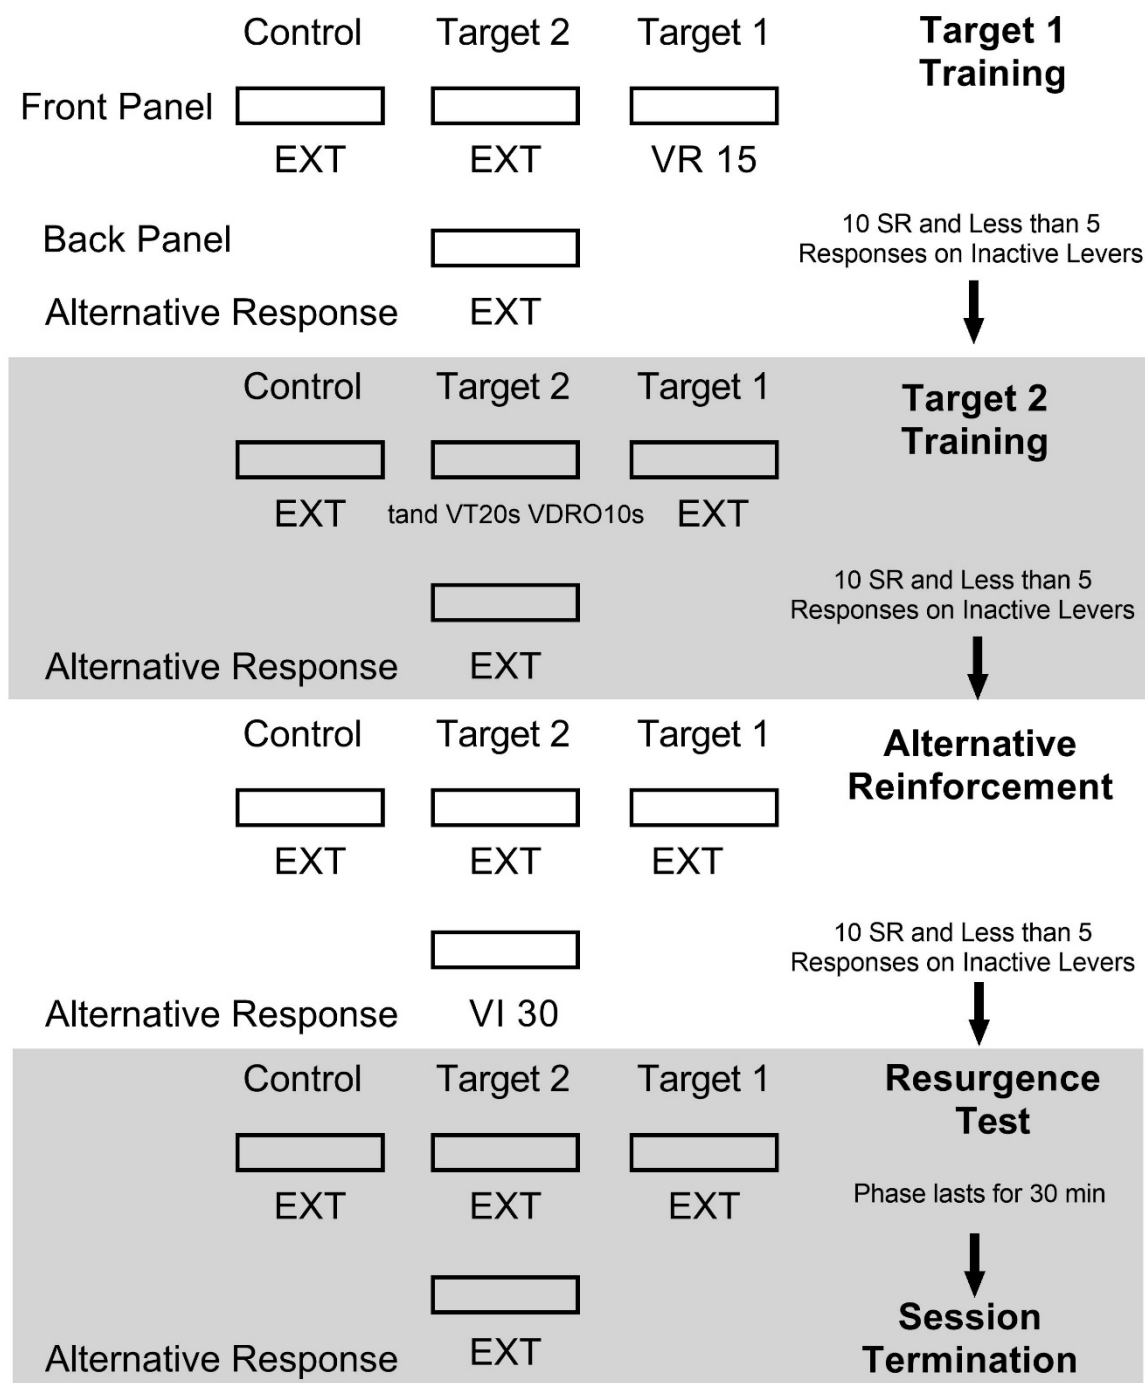 Control Target 2 Target 1 Target 1
Training
Front Panel
EXT EXT VR 15
Back Panel
10 SR and Less than 5
Responses on Inactive Levers
Alternative Response EXT
Control Target 2 Target 1 Target 2
Training
EXT tand VT20s VDRO10s EXT
10 SR and Less than 5
Responses on Inactive Levers
Alternative Response EXT
Control Target 2 Target 1 Alternative
Reinforcement
EXT EXT EXT
10 SR and Less than 5
Responses on Inactive Levers
Alternative Response VI 30
Control Target 2 Target 1 Resurgence
Test
EXT EXT EXT Phase lasts for 30 min
Session
Termination
Alternative Response EXT